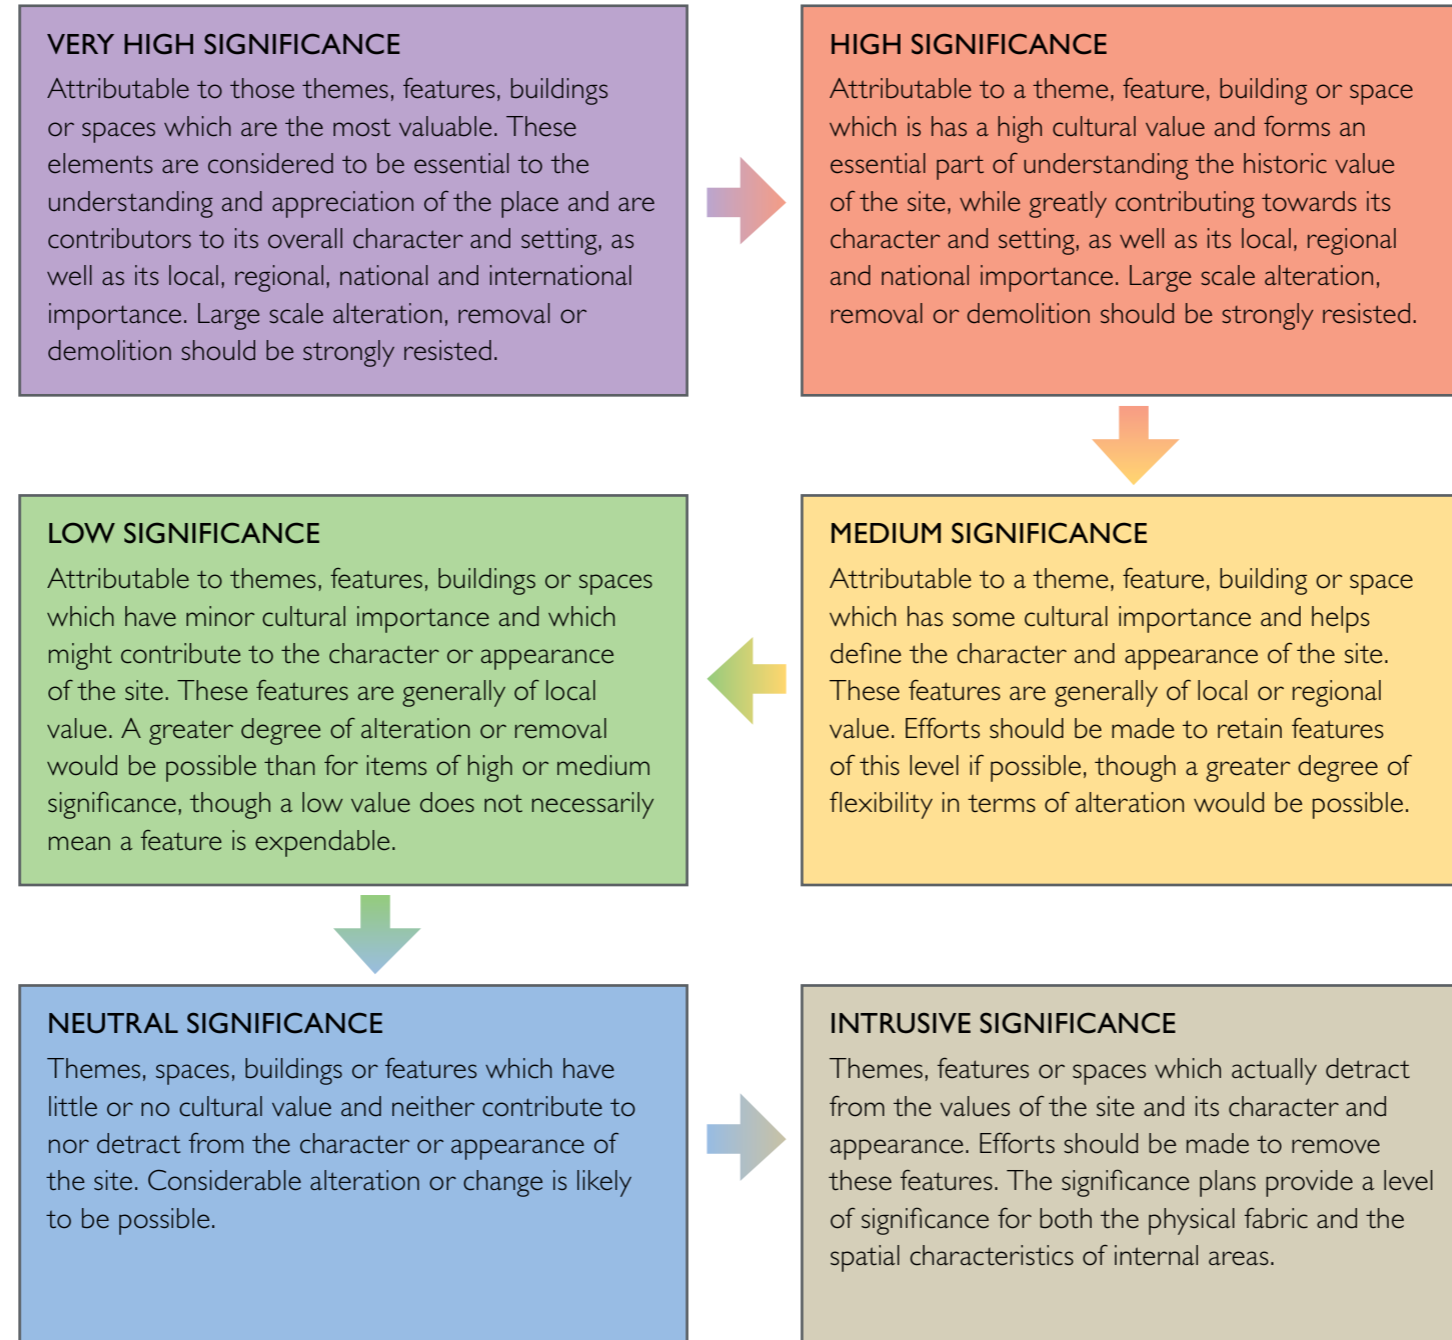 VERY HIGH SIGNIFICANCE
Attributable to those themes, features, buildings
or spaces which are the most valuable. These
elements are considered to be essential to the
understanding and appreciation of the place and are
contributors to its overall character and setting, as
well as its local, regional, national and international
importance. Large scale alteration, removal or
demolition should be strongly resisted.
HIGH SIGNIFICANCE
Attributable to a theme, feature, building or space
which is has a high cultural value and forms an
essential part of understanding the historic value
of the site, while greatly contributing towards its
character and setting, as well as its local, regional
and national importance. Large scale alteration,
removal or demolition should be strongly resisted.
MEDIUM SIGNIFICANCE
Attributable to a theme, feature, building or space
which has some cultural importance and helps
define the character and appearance of the site.
These features are generally of local or regional
value. Efforts should be made to retain features
of this level if possible, though a greater degree of
flexibility in terms of alteration would be possible.
LOW SIGNIFICANCE
Attributable to themes, features, buildings or spaces
which have minor cultural importance and which
might contribute to the character or appearance
of the site. These features are generally of local
value. A greater degree of alteration or removal
would be possible than for items of high or medium
significance, though a low value does not necessarily
mean a feature is expendable.
NEUTRAL SIGNIFICANCE
Themes, spaces, buildings or features which have
little or no cultural value and neither contribute to
nor detract from the character or appearance of
the site. Considerable alteration or change is likely
to be possible.
INTRUSIVE SIGNIFICANCE
Themes, features or spaces which actually detract
from the values of the site and its character and
appearance. Efforts should be made to remove
these features. The significance plans provide a level
of significance for both the physical fabric and the
spatial characteristics of internal areas.